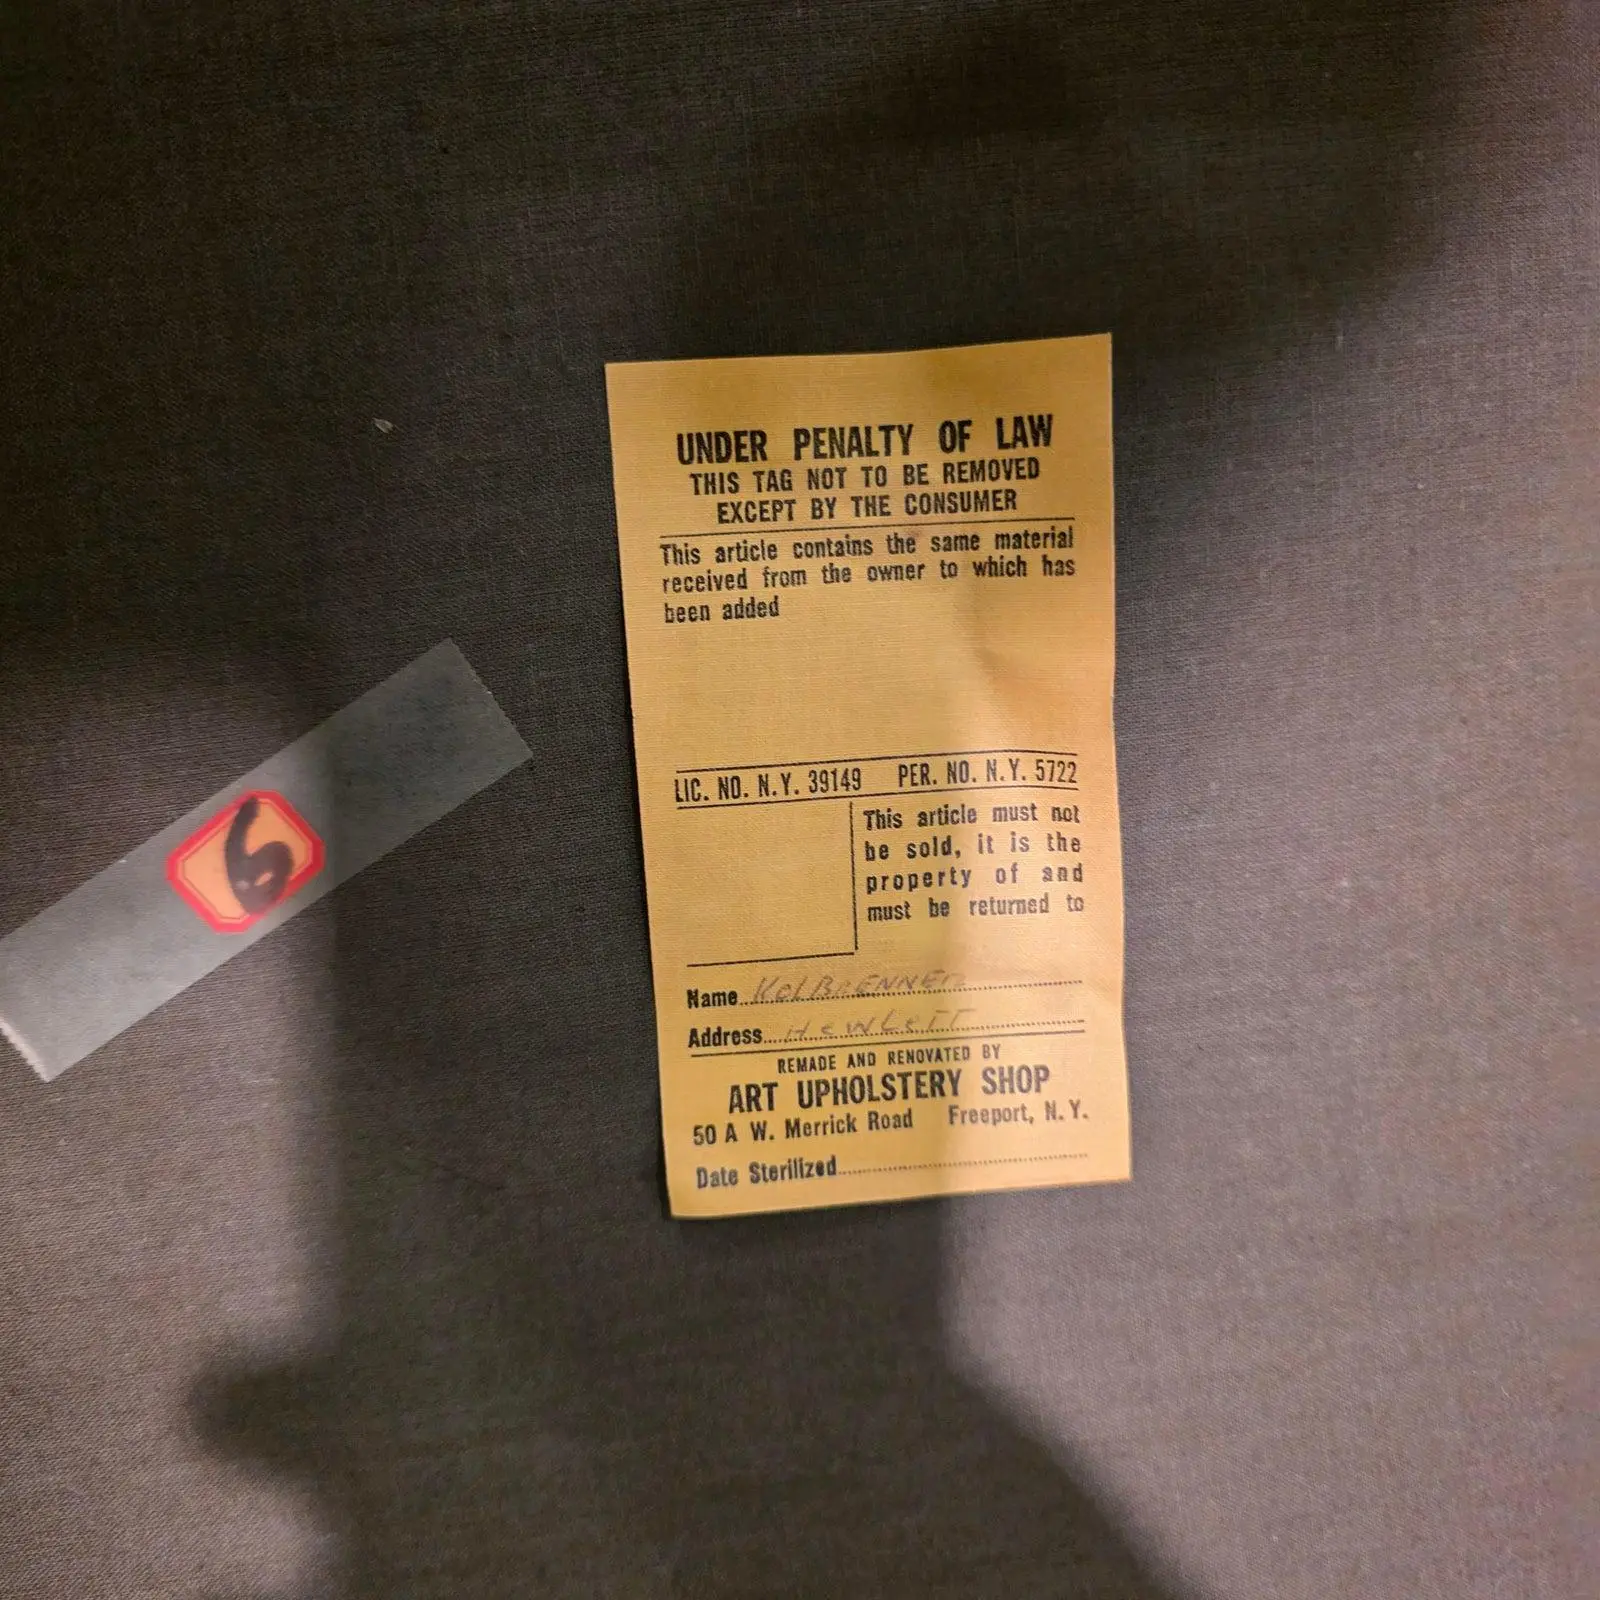 UNDER PENALTY OF LAW
THIS TAG NOT TO BE REMOVED
EXCEPT BY THE CONSUMER
This article contains the same material
received from the owner to which has
been added
LIC. NO. N.Y. 39149 PER. NO. N.Y. 5722
This article must not
be sold, it is the
property of and
must be returned to
Name KolBRENNER
Address HewLeTT
REMADE AND RENOVATED BY
ART UPHOLSTERY SHOP
50 A W. Merrick Road Freeport, N.Y.
Date Sterilized
6